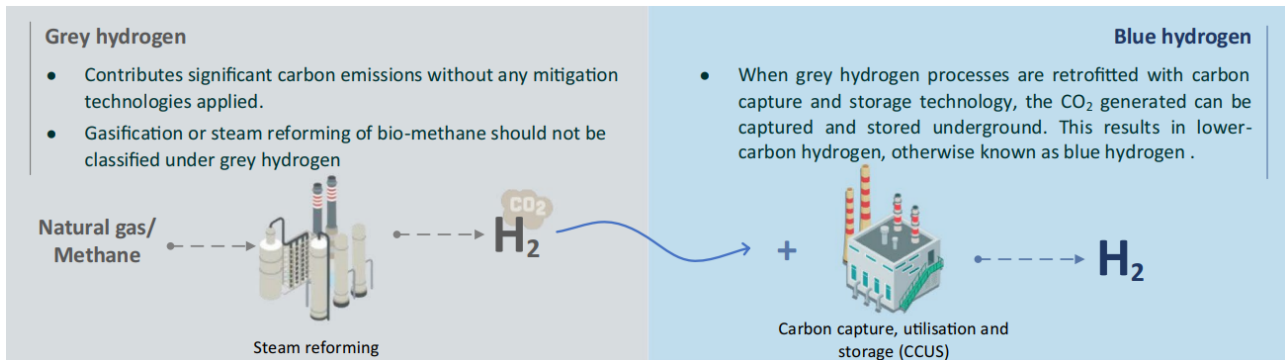 Grey hydrogen
● Contributes significant carbon emissions without any mitigation
technologies applied.
● Gasification or steam reforming of bio-methane should not be
classified under grey hydrogen
Natural gas/
Methane
CO2
H2
Steam reforming
Blue hydrogen
● When grey hydrogen processes are retrofitted with carbon
capture and storage technology, the CO2 generated can be
captured and stored underground. This results in lower-
carbon hydrogen, otherwise known as blue hydrogen .
+
H2
Carbon capture, utilisation and
storage (CCUS)